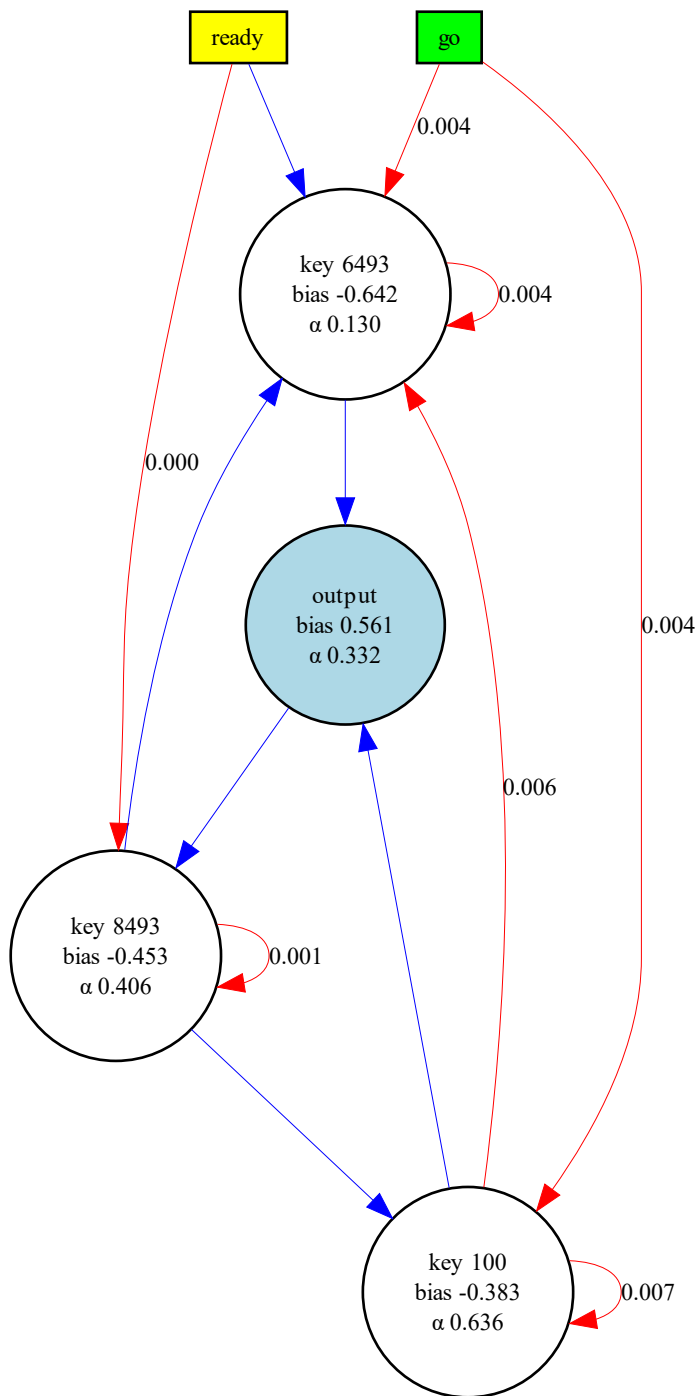 ready
go
0.004
key 6493
bias -0.642
α 0.130
0.004
0.000
output
bias 0.561
α 0.332
0.004
0.006
key 8493
bias -0.453
α 0.406
0.001
key 100
bias -0.383
α 0.636
0.007